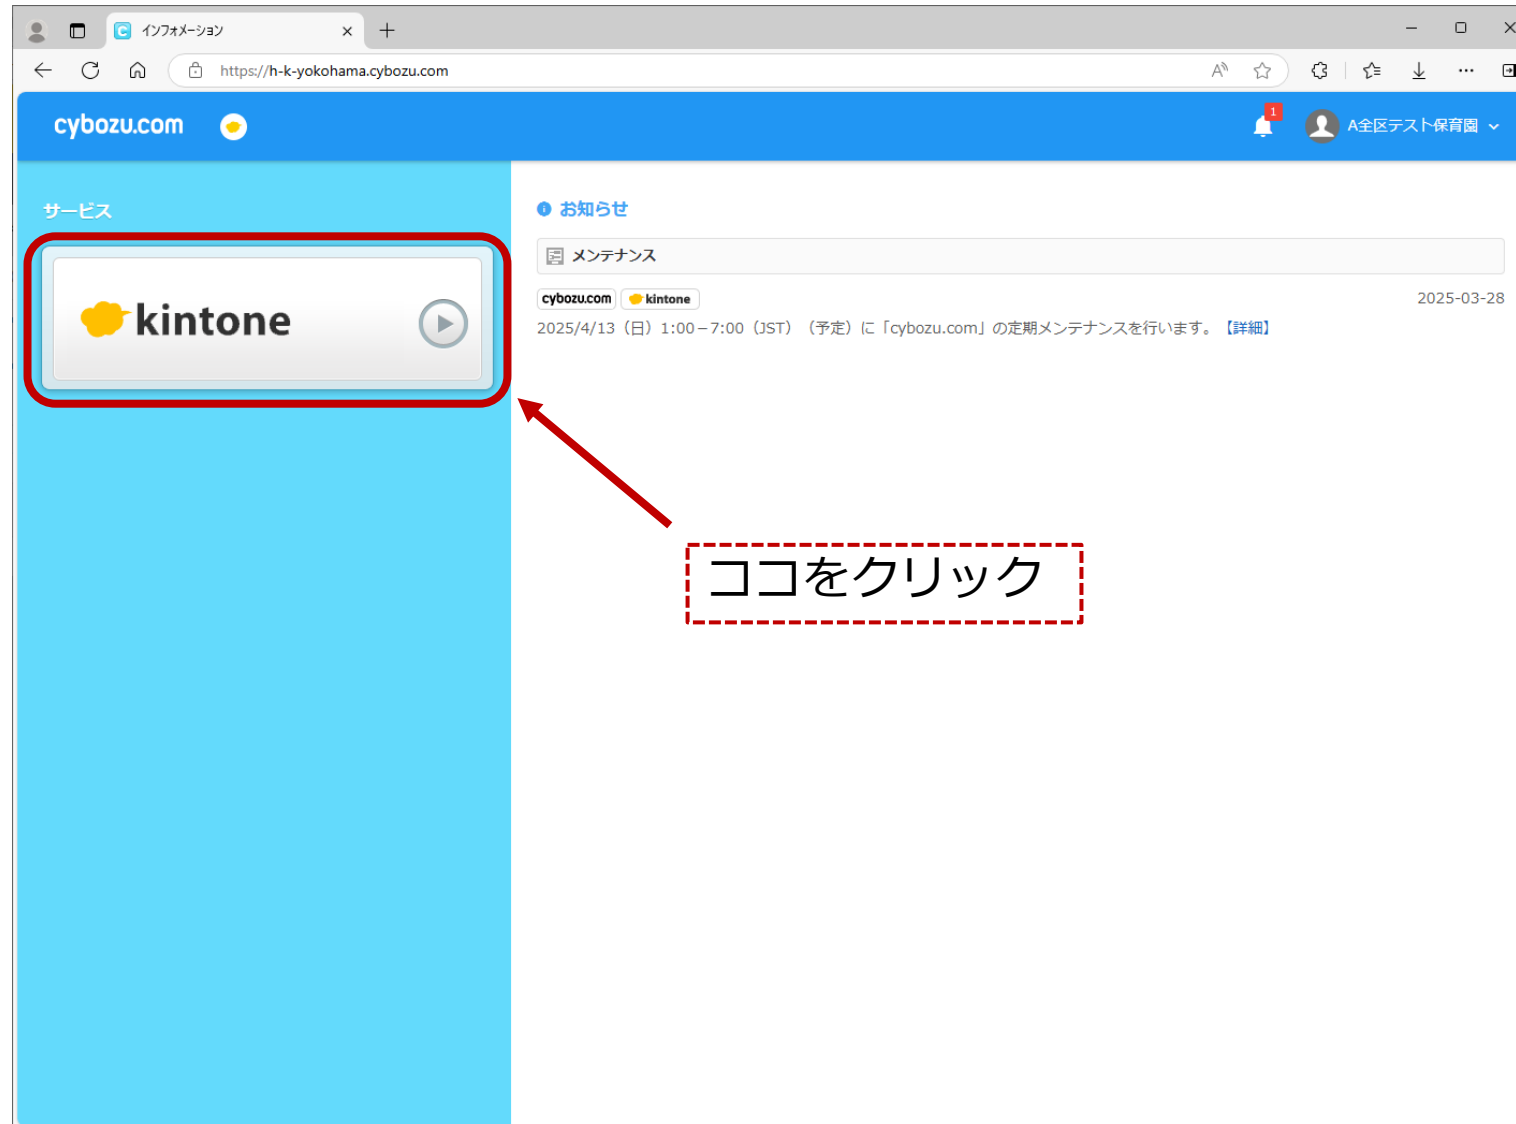 インフォメーション
https://h-k-yokohama.cybozu.com
cybozu.com
1
A全区テスト保育園
サービス
kintone
お知らせ
メンテナンス
cybozu.com kintone 2025-03-28
2025/4/13（日）1:00－7:00（JST）（予定）に「cybozu.com」の定期メンテナンスを行います。【詳細】
ココをクリック